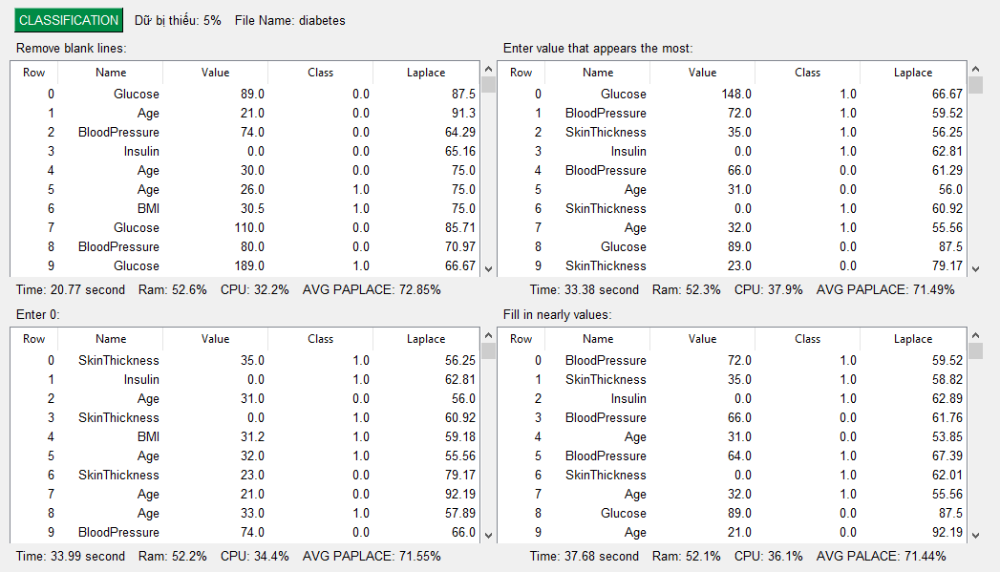 CLASSIFICATION Dữ bị thiếu: 5% File Name: diabetes
Remove blank lines:
Row Name Value Class Laplace
0 Glucose 89.0 0.0 87.5
1 Age 21.0 0.0 91.3
2 BloodPressure 74.0 0.0 64.29
3 Insulin 0.0 0.0 65.16
4 Age 30.0 0.0 75.0
5 Age 26.0 1.0 75.0
6 BMI 30.5 1.0 75.0
7 Glucose 110.0 0.0 85.71
8 BloodPressure 80.0 0.0 70.97
9 Glucose 189.0 1.0 66.67
Time: 20.77 second Ram: 52.6% CPU: 32.2% AVG PAPLACE: 72.85%
Enter value that appears the most:
Row Name Value Class Laplace
0 Glucose 148.0 1.0 66.67
1 BloodPressure 72.0 1.0 59.52
2 SkinThickness 35.0 1.0 56.25
3 Insulin 0.0 1.0 62.81
4 BloodPressure 66.0 0.0 61.29
5 Age 31.0 0.0 56.0
6 SkinThickness 0.0 1.0 60.92
7 Age 32.0 1.0 55.56
8 Glucose 89.0 0.0 87.5
9 SkinThickness 23.0 0.0 79.17
Time: 33.38 second Ram: 52.3% CPU: 37.9% AVG PAPLACE: 71.49%
Enter 0:
Row Name Value Class Laplace
0 SkinThickness 35.0 1.0 56.25
1 Insulin 0.0 1.0 62.81
2 Age 31.0 0.0 56.0
3 SkinThickness 0.0 1.0 60.92
4 BMI 31.2 1.0 59.18
5 Age 32.0 1.0 55.56
6 SkinThickness 23.0 0.0 79.17
7 Age 21.0 0.0 92.19
8 Age 33.0 1.0 57.89
9 BloodPressure 74.0 0.0 66.0
Time: 33.99 second Ram: 52.2% CPU: 34.4% AVG PAPLACE: 71.55%
Fill in nearly values:
Row Name Value Class Laplace
0 BloodPressure 72.0 1.0 59.52
1 SkinThickness 35.0 1.0 58.82
2 Insulin 0.0 1.0 62.89
3 BloodPressure 66.0 0.0 61.76
4 Age 31.0 0.0 53.85
5 BloodPressure 64.0 1.0 67.39
6 SkinThickness 0.0 1.0 62.01
7 Age 32.0 1.0 55.56
8 Glucose 89.0 0.0 87.5
9 Age 21.0 0.0 92.19
Time: 37.68 second Ram: 52.1% CPU: 36.1% AVG PALACE: 71.44%